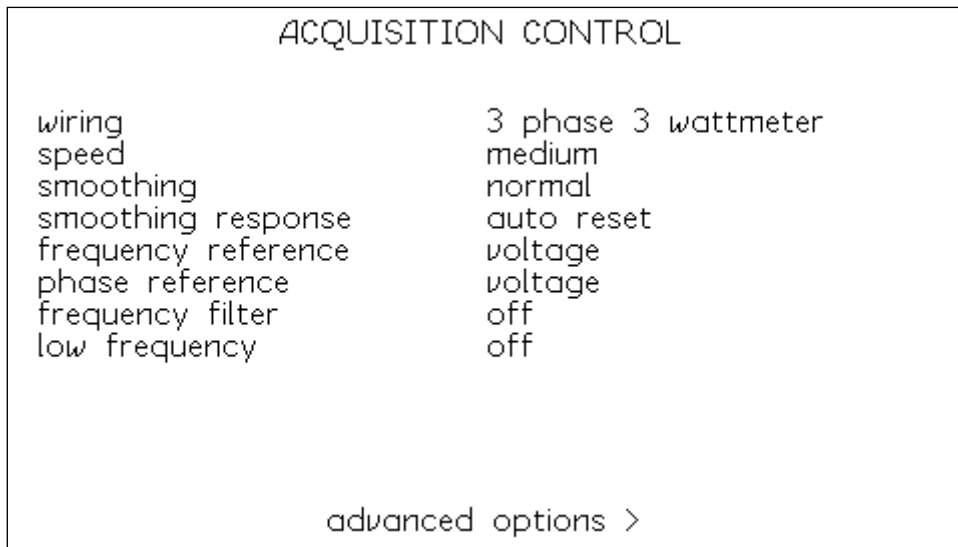 ACQUISITION CONTROL
wiring 3 phase 3 wattmeter
speed medium
smoothing normal
smoothing response auto reset
frequency reference voltage
phase reference voltage
frequency filter off
low frequency off
advanced options >